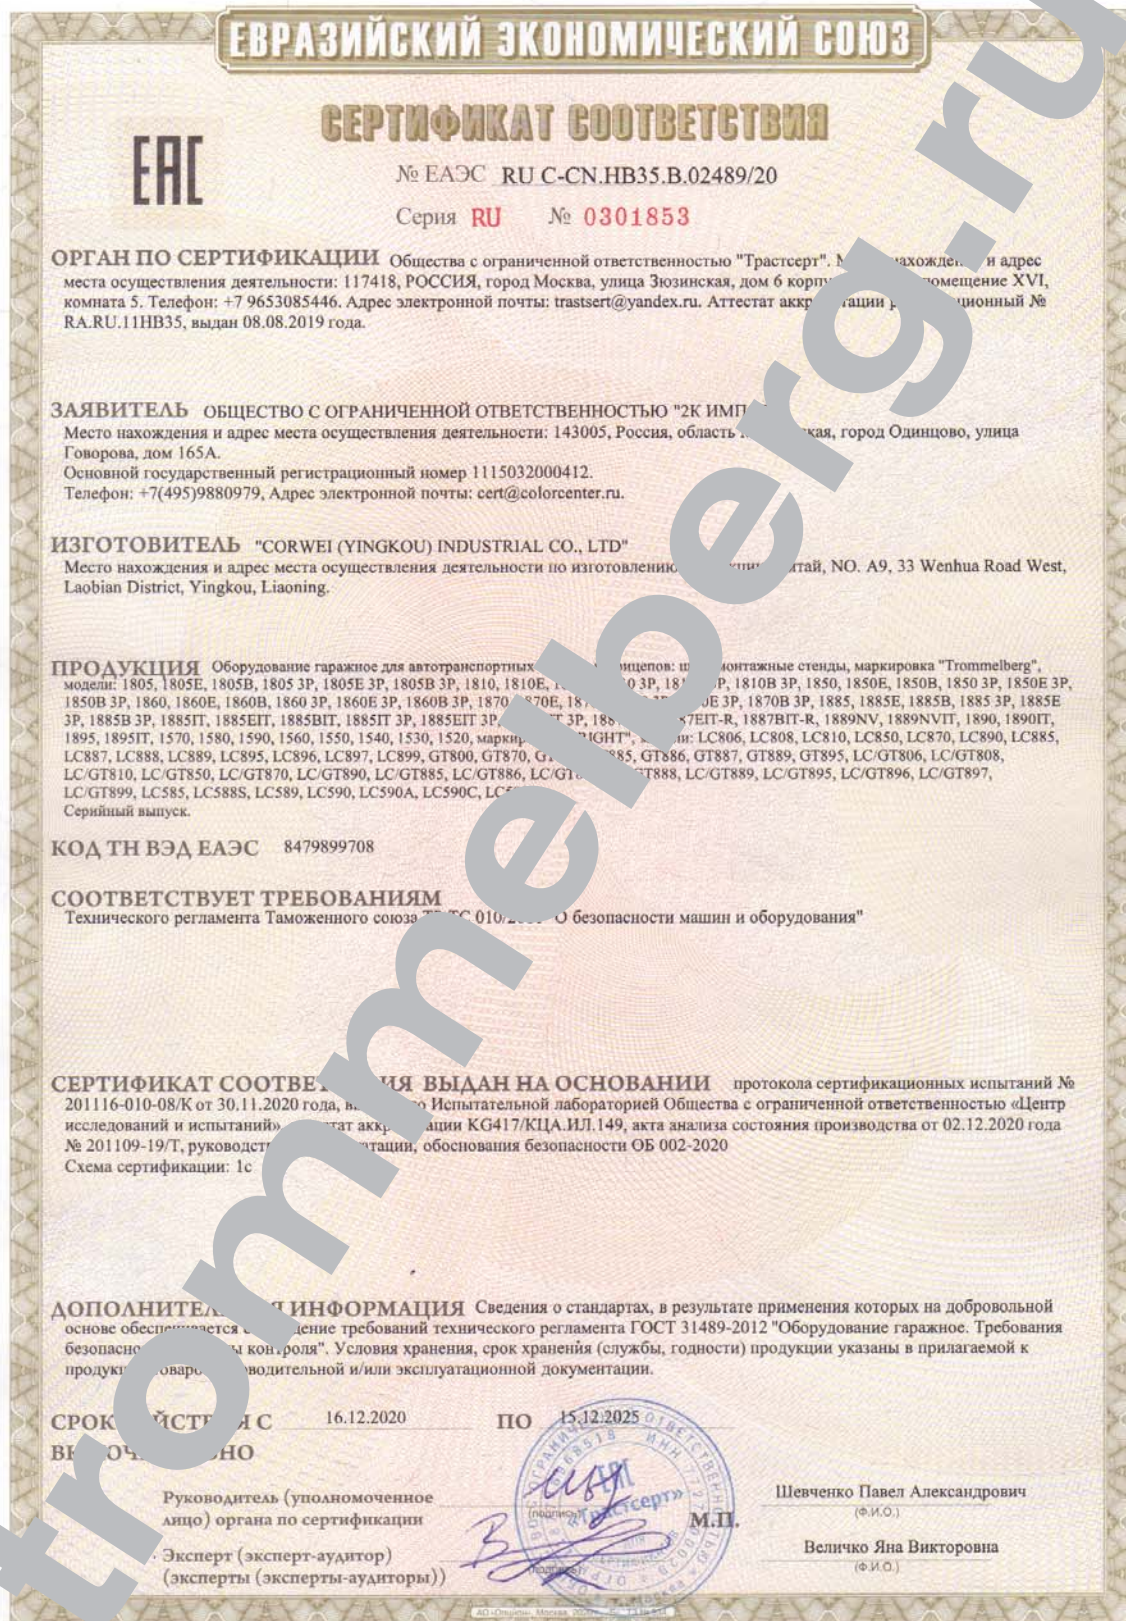 ЕВРАЗИЙСКИЙ ЭКОНОМИЧЕСКИЙ СОЮЗ
СЕРТИФИКАТ СООТВЕТСТВИЯ
ЕАС
№ ЕАЭС RU С-CN.НВ35.В.02489/20
Серия RU № 0301853
ОРГАН ПО СЕРТИФИКАЦИИ Общества с ограниченной ответственностью "Трастсерт". и адрес
места осуществления деятельности: 117418, РОССИЯ, город Москва, улица Зюзинская, дом 6 XVI,
комната 5. Телефон: +7 9653085446. Адрес электронной почты: trastsert@yandex.ru. Аттестат №
RA.RU.11НВ35, выдан 08.08.2019 года.
ЗАЯВИТЕЛЬ ОБЩЕСТВО С ОГРАНИЧЕННОЙ ОТВЕТСТВЕННОСТЬЮ "2К
Место нахождения и адрес места осуществления деятельности: 143005, Россия, область город Одинцово, улица
Говорова, дом 165А.
Основной государственный регистрационный номер 1115032000412.
Телефон: +7(495)9880979, Адрес электронной почты: cert@colorcenter.ru.
ИЗГОТОВИТЕЛЬ "CORWEI (YINGKOU) INDUSTRIAL CO., LTD"
Место нахождения и адрес места осуществления деятельности по изготовлению NO. A9, 33 Wenhua Road West,
Laobian District, Yingkou, Liaoning.
ПРОДУКЦИЯ Оборудование гаражное для автотранспортных стенды, маркировка "Trommelberg",
модели: 1805, 1805E, 1805B, 1805 3P, 1805E 3P, 1805B 3P, 1810, 1810E, 1810B 3P, 1850, 1850E, 1850B, 1850 3P, 1850E 3P,
1850B 3P, 1860, 1860E, 1860B, 1860 3P, 1860E 3P, 1860B 3P, 1870, 1870E, 3P, 1870B 3P, 1885, 1885E, 1885B, 1885 3P, 1885E
3P, 1885B 3P, 1885IT, 1885EIT, 1885BIT, 1885IT 3P, 1885EIT 3P, 3P, 1887BIT-R, 1889NV, 1889NVIT, 1890, 1890IT,
1895, 1895IT, 1570, 1580, 1590, 1560, 1550, 1540, 1530, 1520, LC806, LC808, LC810, LC850, LC870, LC890, LC885,
LC887, LC888, LC889, LC895, LC896, LC897, LC899, GT800, GT870, GT886, GT887, GT889, GT895, LC/GT806, LC/GT808,
LC/GT810, LC/GT850, LC/GT870, LC/GT890, LC/GT885, LC/GT886, LC/GT889, LC/GT895, LC/GT896, LC/GT897,
LC/GT899, LC585, LC588S, LC589, LC590, LC590A, LC590C,
Серийный выпуск.
КОД ТН ВЭД ЕАЭС 8479899708
СООТВЕТСТВУЕТ ТРЕБОВАНИЯМ
Технического регламента Таможенного союза О безопасности машин и оборудования"
СЕРТИФИКАТ ВЫДАН НА ОСНОВАНИИ протокола сертификационных испытаний №
201116-010-08/К от 30.11.2020 года, Испытательной лабораторией Общества с ограниченной ответственностью «Центр
исследований и испытаний» KG417/КЦА.ИЛ.149, акта анализа состояния производства от 02.12.2020 года
№ 201109-19/Т, обоснования безопасности ОБ 002-2020
Схема сертификации: 1с
ИНФОРМАЦИЯ Сведения о стандартах, в результате применения которых на добровольной
основе требований технического регламента ГОСТ 31489-2012 "Оборудование гаражное. Требования
контроля". Условия хранения, срок хранения (службы, годности) продукции указаны в прилагаемой к
и/или эксплуатационной документации.
СРОК С 16.12.2020 ПО 15.12.2025
Руководитель (уполномоченное
лицо) органа по сертификации
(подпись)
М.П.
Шевченко Павел Александрович
(Ф.И.О.)
Эксперт (эксперт-аудитор)
(эксперты (эксперты-аудиторы))
Величко Яна Викторовна
(Ф.И.О.)
«Трастсерт»
trommelberg.ru